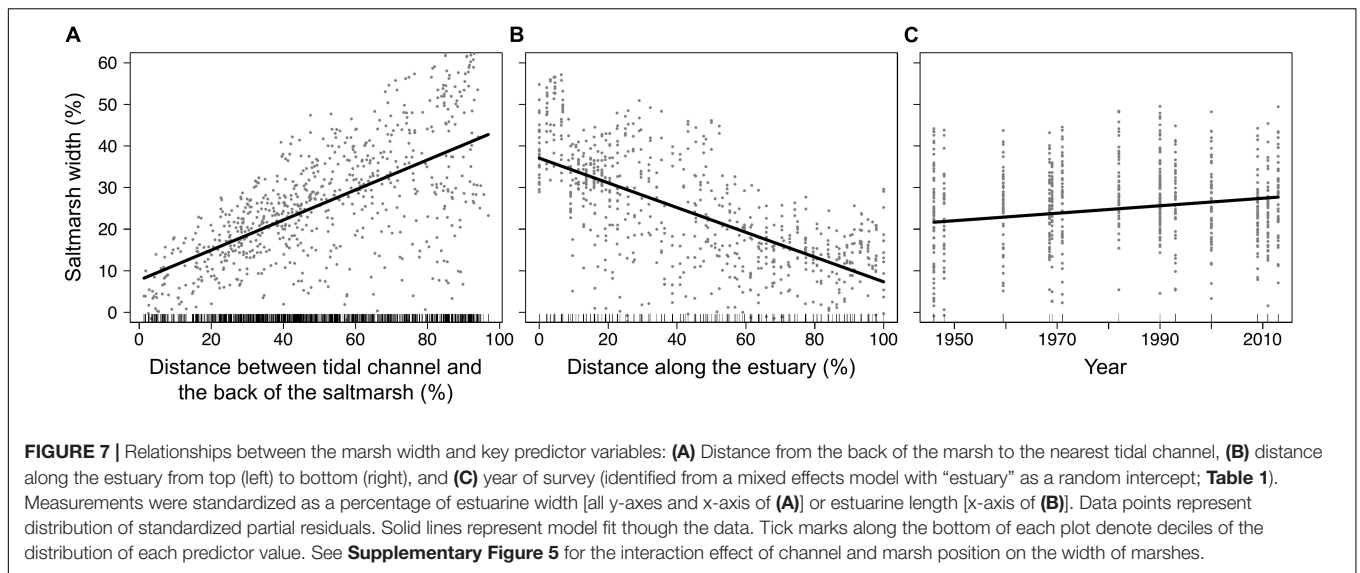 A
B
C
Saltmarsh width (%)
60
50
40
30
20
10
0
0 20 40 60 80 100
Distance between tidal channel and
the back of the saltmarsh (%)
0 20 40 60 80 100
Distance along the estuary (%)
1950 1970 1990 2010
Year
FIGURE 7 | Relationships between the marsh width and key predictor variables: (A) Distance from the back of the marsh to the nearest tidal channel, (B) distance
along the estuary from top (left) to bottom (right), and (C) year of survey (identified from a mixed effects model with “estuary” as a random intercept; Table 1).
Measurements were standardized as a percentage of estuarine width [all y-axes and x-axis of (A)] or estuarine length [x-axis of (B)]. Data points represent
distribution of standardized partial residuals. Solid lines represent model fit though the data. Tick marks along the bottom of each plot denote deciles of the
distribution of each predictor value. See Supplementary Figure 5 for the interaction effect of channel and marsh position on the width of marshes.